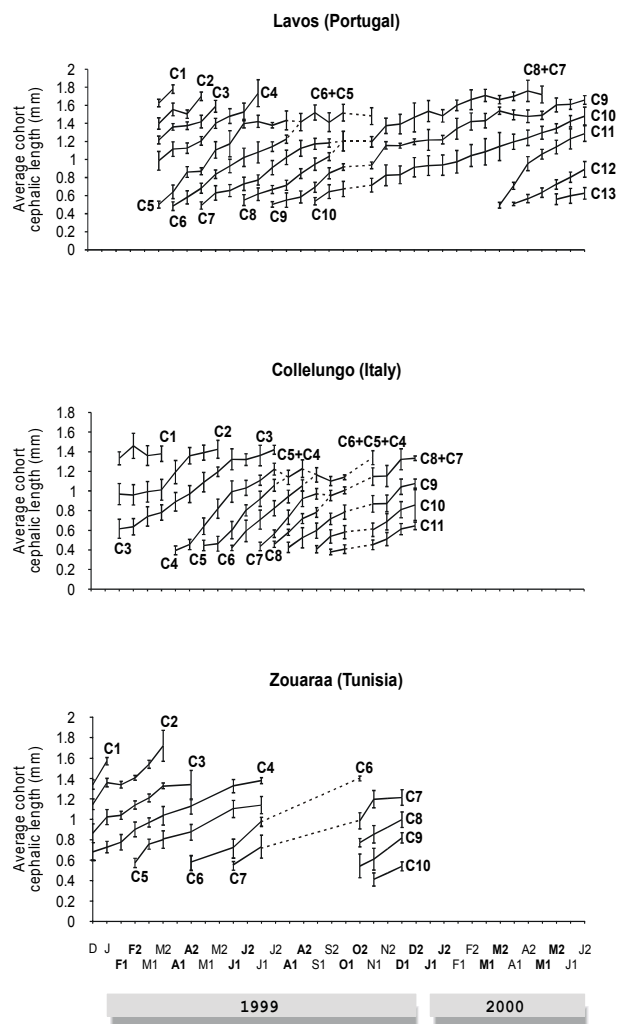 Lavos (Portugal)
Average cohort
cephalic length (mm)
2
1.8
1.6
1.4
1.2
1
0.8
0.6
0.4
0.2
0
C1
C2
C3
C4
C6+C5
C8+C7
C9
C10
C11
C12
C13
C5
C6
C7
C8
C9
C10
Collelungo (Italy)
Average cohort
cephalic length (mm)
1.8
1.6
1.4
1.2
1
0.8
0.6
0.4
0.2
0
C1
C2
C3
C5+C4
C6+C5+C4
C8+C7
C9
C10
C11
C3
C4
C5
C6
C7
C8
Zouaraa (Tunisia)
Average cohort
cephalic length (mm)
2
1.8
1.6
1.4
1.2
1
0.8
0.6
0.4
0.2
0
C1
C2
C3
C4
C6
C7
C8
C9
C10
C5
C6
C7
D J F2 M2 A2 M2 J2 J2 A2 S2 O2 N2 D2 J2 F2 M2 A2 M2 J2
F1 M1 A1 M1 J1 J1 A1 S1 O1 N1 D1 J1 F1 M1 A1 M1 J1
1999 2000